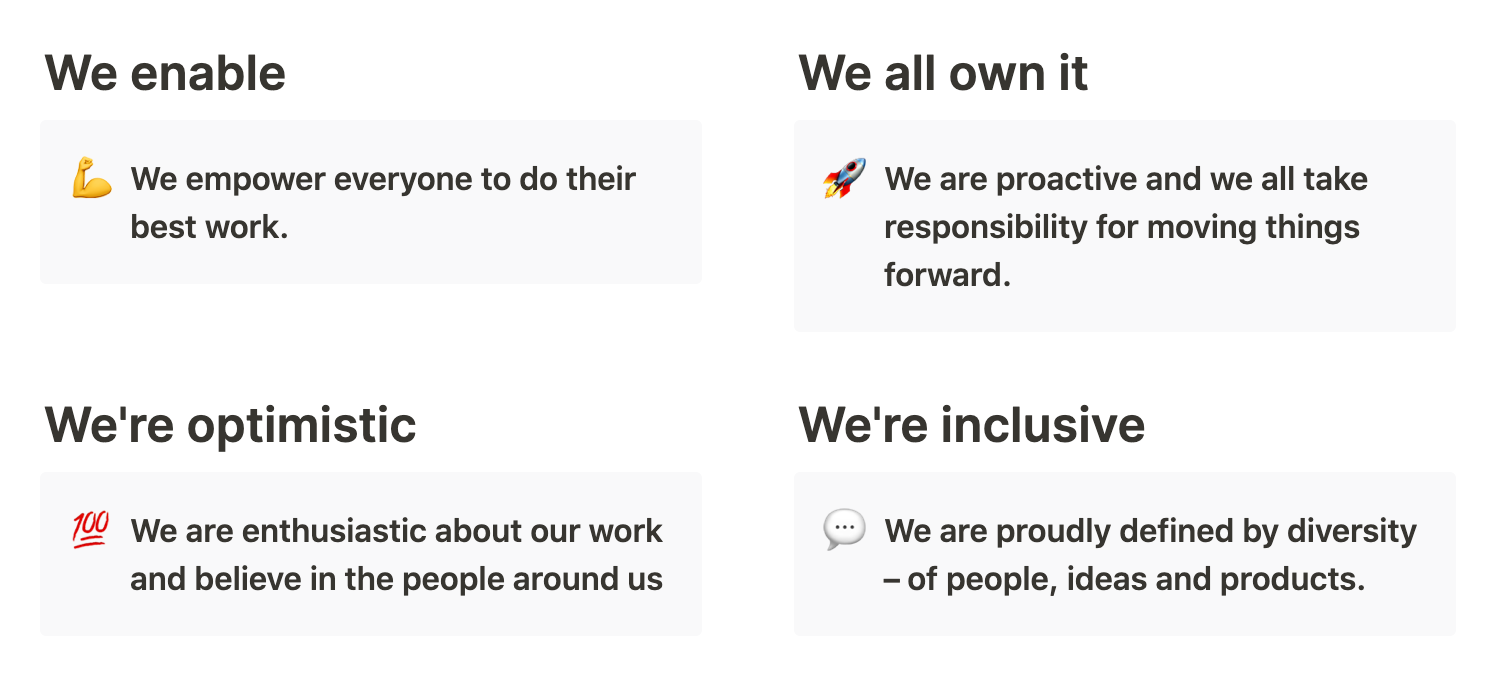 We enable
We empower everyone to do their
best work.
We all own it
We are proactive and we all take
responsibility for moving things
forward.
We're optimistic
💯 We are enthusiastic about our work
and believe in the people around us
We're inclusive
We are proudly defined by diversity
– of people, ideas and products.